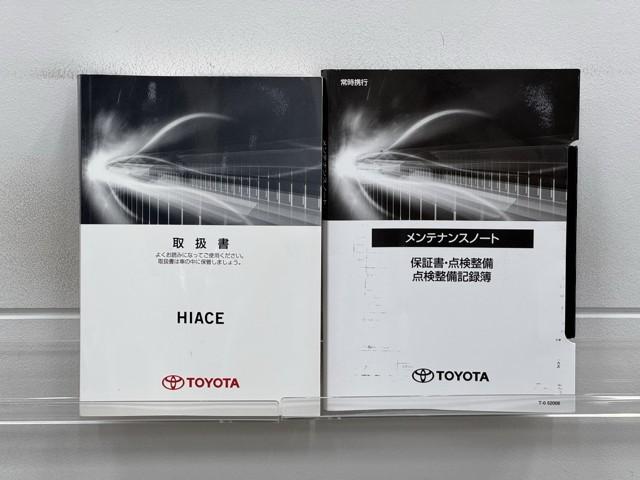 取扱書
よくお読みになってご使用ください。
取扱書は車の中に保管しましょう。
HIACE
TOYOTA
メンテナンスノート
常時携行
メンテナンスノート
保証書・点検整備
点検整備記録簿
TOYOTA